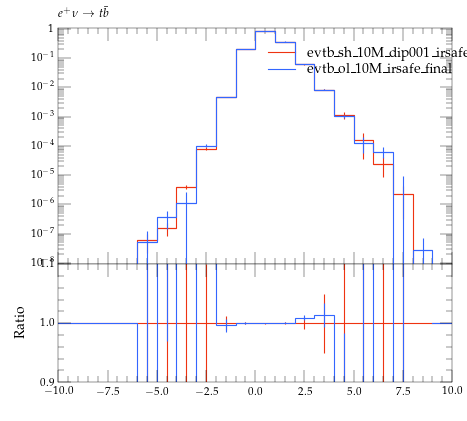 e⁺ν → tb̄
evtb_sh_10M_dip001_irsafe
evtb_ol_10M_irsafe_final
1
10⁻¹
10⁻²
10⁻³
10⁻⁴
10⁻⁵
10⁻⁶
10⁻⁷
10⁻⁸
1.1
1.0
0.9
Ratio
−10.0 −7.5 −5.0 −2.5 0.0 2.5 5.0 7.5 10.0